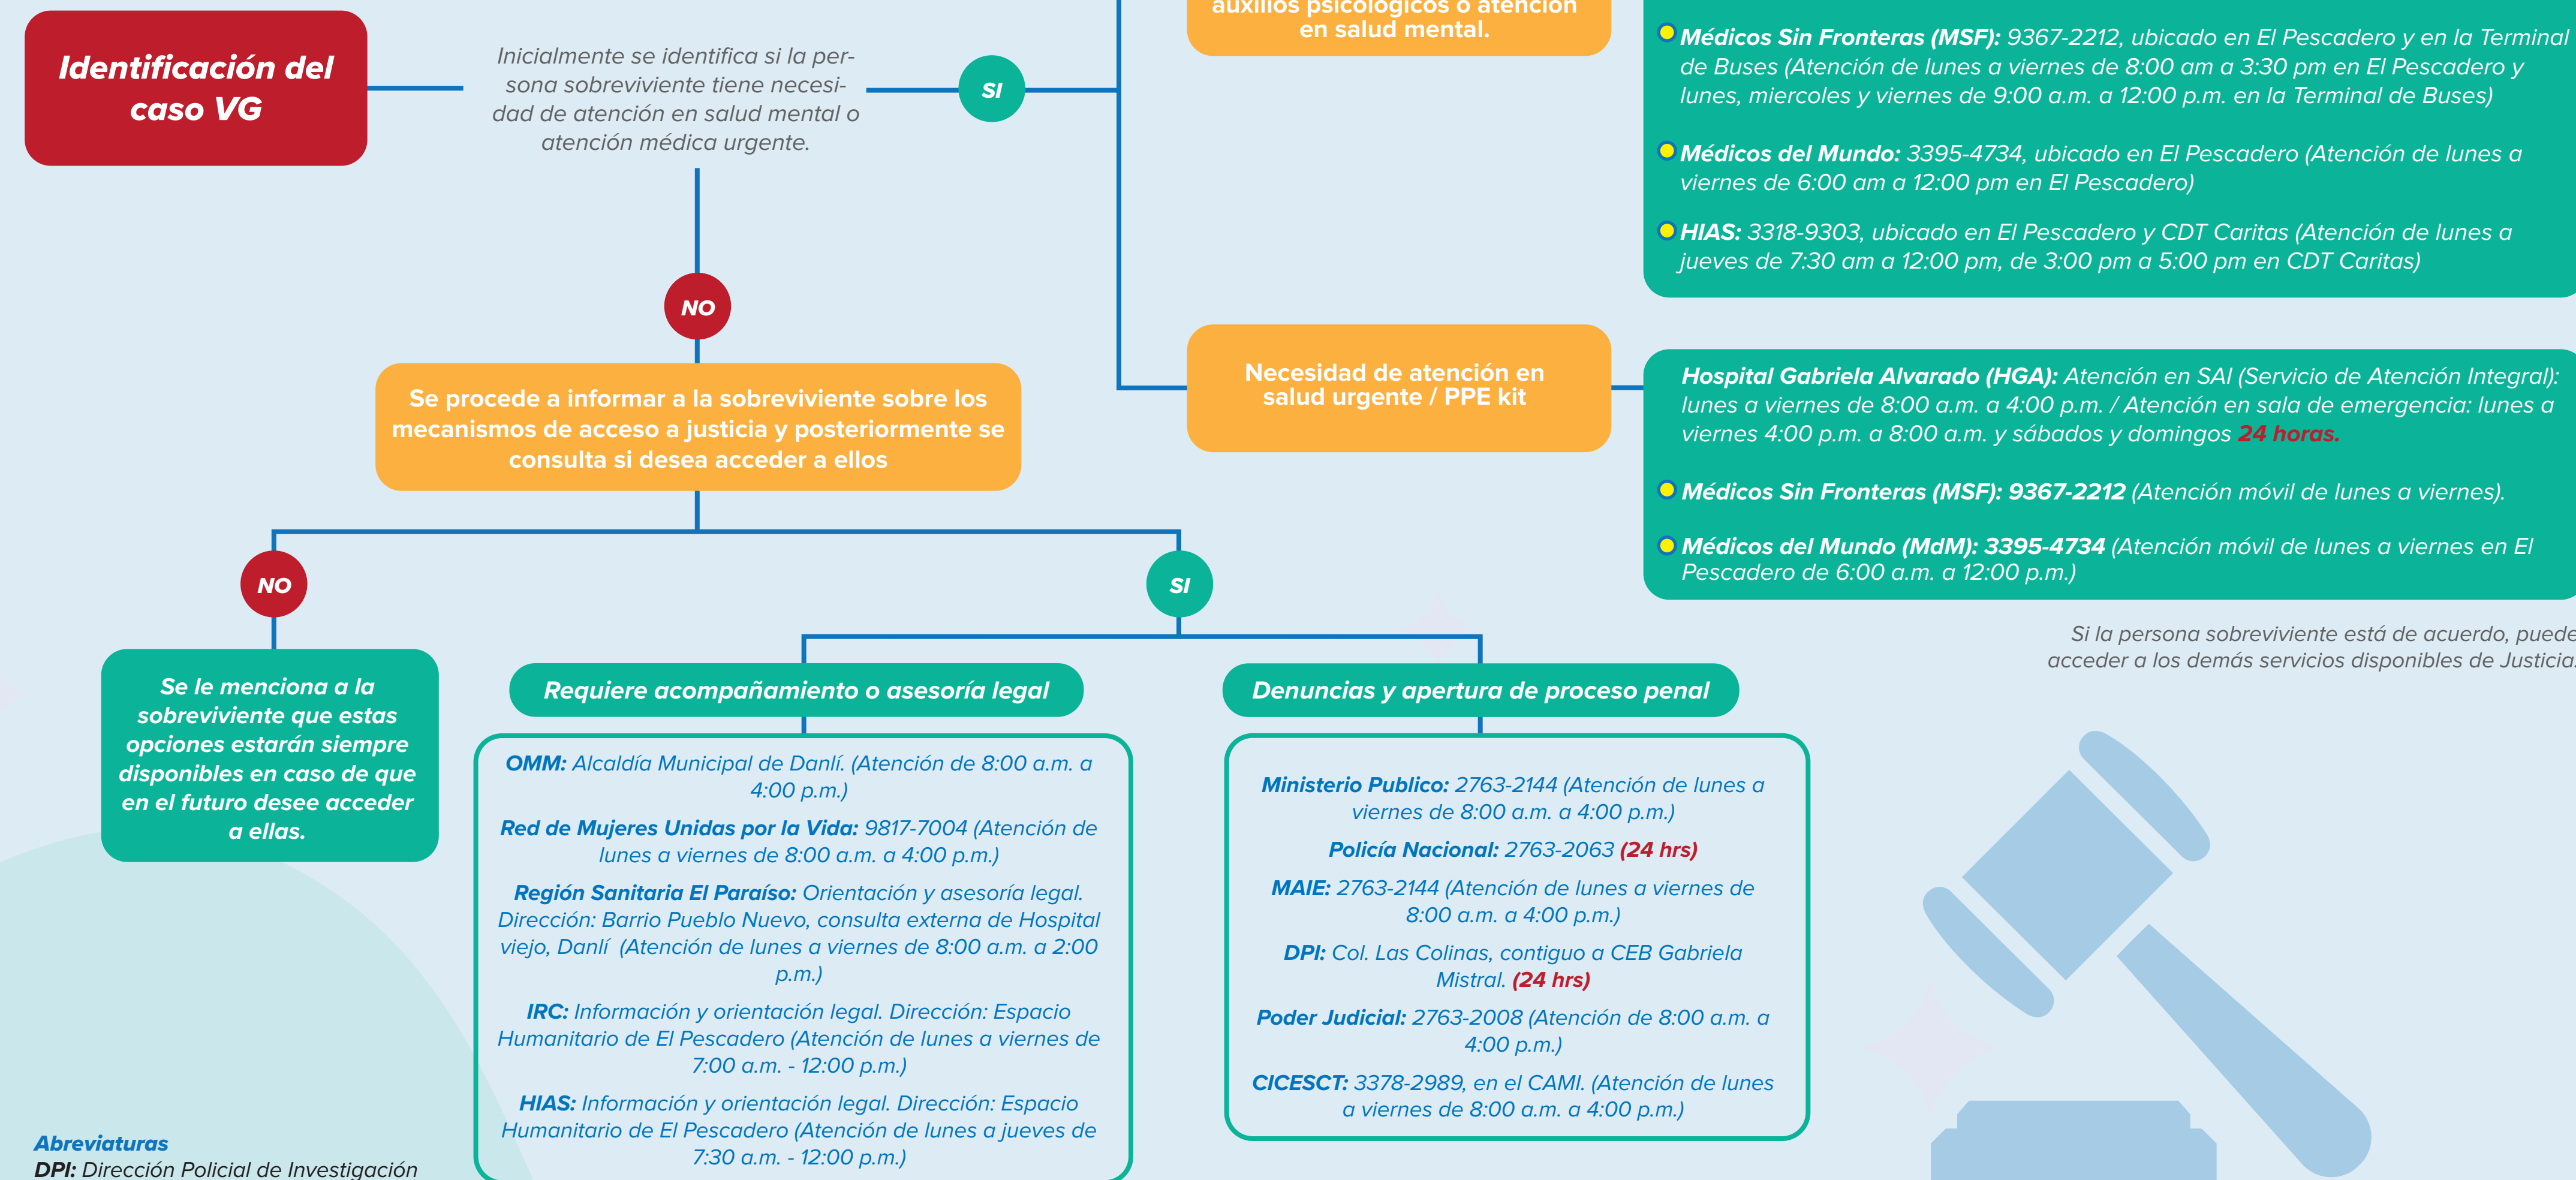 Identificación del
caso VG
Inicialmente se identifica si la per-
sona sobreviviente tiene necesi-
dad de atención en salud mental o
atención médica urgente.
SI
auxilios psicológicos o atención
en salud mental.
Médicos Sin Fronteras (MSF): 9367-2212, ubicado en El Pescadero y en la Terminal
de Buses (Atención de lunes a viernes de 8:00 am a 3:30 pm en El Pescadero y
lunes, miercoles y viernes de 9:00 a.m. a 12:00 p.m. en la Terminal de Buses)
Médicos del Mundo: 3395-4734, ubicado en El Pescadero (Atención de lunes a
viernes de 6:00 am a 12:00 pm en El Pescadero)
HIAS: 3318-9303, ubicado en El Pescadero y CDT Caritas (Atención de lunes a
jueves de 7:30 am a 12:00 pm, de 3:00 pm a 5:00 pm en CDT Caritas)
Necesidad de atención en
salud urgente / PPE kit
Hospital Gabriela Alvarado (HGA): Atención en SAI (Servicio de Atención Integral):
lunes a viernes de 8:00 a.m. a 4:00 p.m. / Atención en sala de emergencia: lunes a
viernes 4:00 p.m. a 8:00 a.m. y sábados y domingos 24 horas.
Médicos Sin Fronteras (MSF): 9367-2212 (Atención móvil de lunes a viernes).
Médicos del Mundo (MdM): 3395-4734 (Atención móvil de lunes a viernes en El
Pescadero de 6:00 a.m. a 12:00 p.m.)
Si la persona sobreviviente está de acuerdo, puede
acceder a los demás servicios disponibles de Justicia.
NO
Se procede a informar a la sobreviviente sobre los
mecanismos de acceso a justicia y posteriormente se
consulta si desea acceder a ellos
NO
Se le menciona a la
sobreviviente que estas
opciones estarán siempre
disponibles en caso de que
en el futuro desee acceder
a ellas.
SI
Requiere acompañamiento o asesoría legal
OMM: Alcaldía Municipal de Danlí. (Atención de 8:00 a.m. a
4:00 p.m.)
Red de Mujeres Unidas por la Vida: 9817-7004 (Atención de
lunes a viernes de 8:00 a.m. a 4:00 p.m.)
Región Sanitaria El Paraíso: Orientación y asesoría legal.
Dirección: Barrio Pueblo Nuevo, consulta externa de Hospital
viejo, Danlí (Atención de lunes a viernes de 8:00 a.m. a 2:00
p.m.)
IRC: Información y orientación legal. Dirección: Espacio
Humanitario de El Pescadero (Atención de lunes a viernes de
7:00 a.m. - 12:00 p.m.)
HIAS: Información y orientación legal. Dirección: Espacio
Humanitario de El Pescadero (Atención de lunes a jueves de
7:30 a.m. - 12:00 p.m.)
Denuncias y apertura de proceso penal
Ministerio Publico: 2763-2144 (Atención de lunes a
viernes de 8:00 a.m. a 4:00 p.m.)
Policía Nacional: 2763-2063 (24 hrs)
MAIE: 2763-2144 (Atención de lunes a viernes de
8:00 a.m. a 4:00 p.m.)
DPI: Col. Las Colinas, contiguo a CEB Gabriela
Mistral. (24 hrs)
Poder Judicial: 2763-2008 (Atención de 8:00 a.m. a
4:00 p.m.)
CICESCT: 3378-2989, en el CAMI. (Atención de lunes
a viernes de 8:00 a.m. a 4:00 p.m.)
Abreviaturas
DPI: Dirección Policial de Investigación